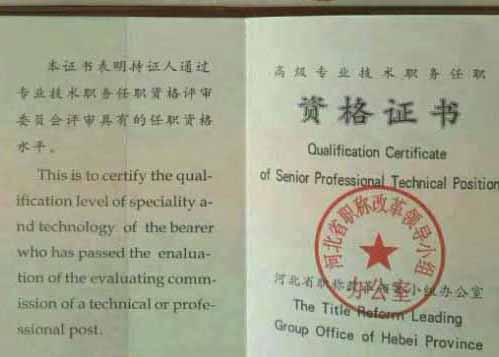 本证书表明持证人通过
专业技术职务任职资格评审
委员会评审具有的任职资格
水平。
This is to certify the qual-
ification level of speciality a-
nd technology of the bearer
who has passed the enalua-
tion of the evaluating comm-
ission of a technical or profe-
ssional post.
高级专业技术职务任职
资格证书
Qualification Certificate
of Senior Professional Technical Position
河北省职称改革领导小组
办公室
河北省职称改革领导小组办公室
The Title Reform Leading
Group Office of Hebei Province